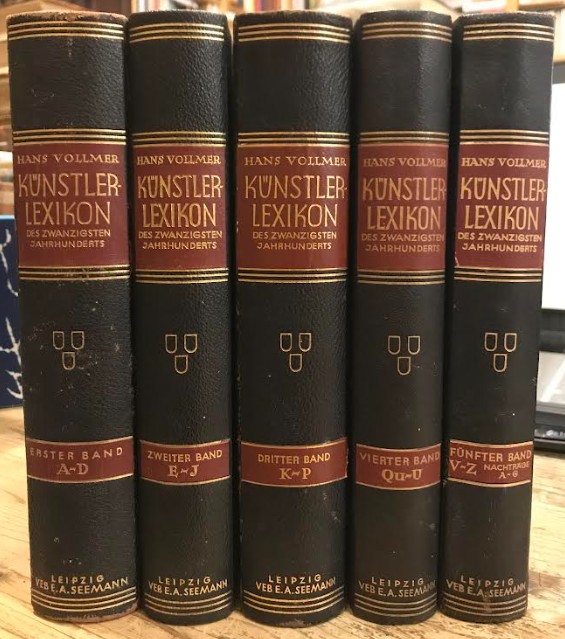 HANS VOLLMER
KÜNSTLER-
LEXIKON
DES ZWANZIGSTEN
JAHRHUNDERTS
ERSTER BAND
A-D
LEIPZIG
VEB E.A. SEEMANN
HANS VOLLMER
KÜNSTLER-
LEXIKON
DES ZWANZIGSTEN
JAHRHUNDERTS
ZWEITER BAND
E-J
LEIPZIG
VEB E.A. SEEMANN
HANS VOLLMER
KÜNSTLER-
LEXIKON
DES ZWANZIGSTEN
JAHRHUNDERTS
DRITTER BAND
K-P
LEIPZIG
VEB E.A. SEEMANN
HANS VOLLMER
KÜNSTLER-
LEXIKON
DES ZWANZIGSTEN
JAHRHUNDERTS
VIERTER BAND
Qu-U
LEIPZIG
VEB E.A. SEEMANN
HANS VOLLMER
KÜNSTLER-
LEXIKON
DES ZWANZIGSTEN
JAHRHUNDERTS
FÜNFTER BAND
V-Z NACHTRÄGE
A-G
LEIPZIG
VEB E.A. SEEMANN